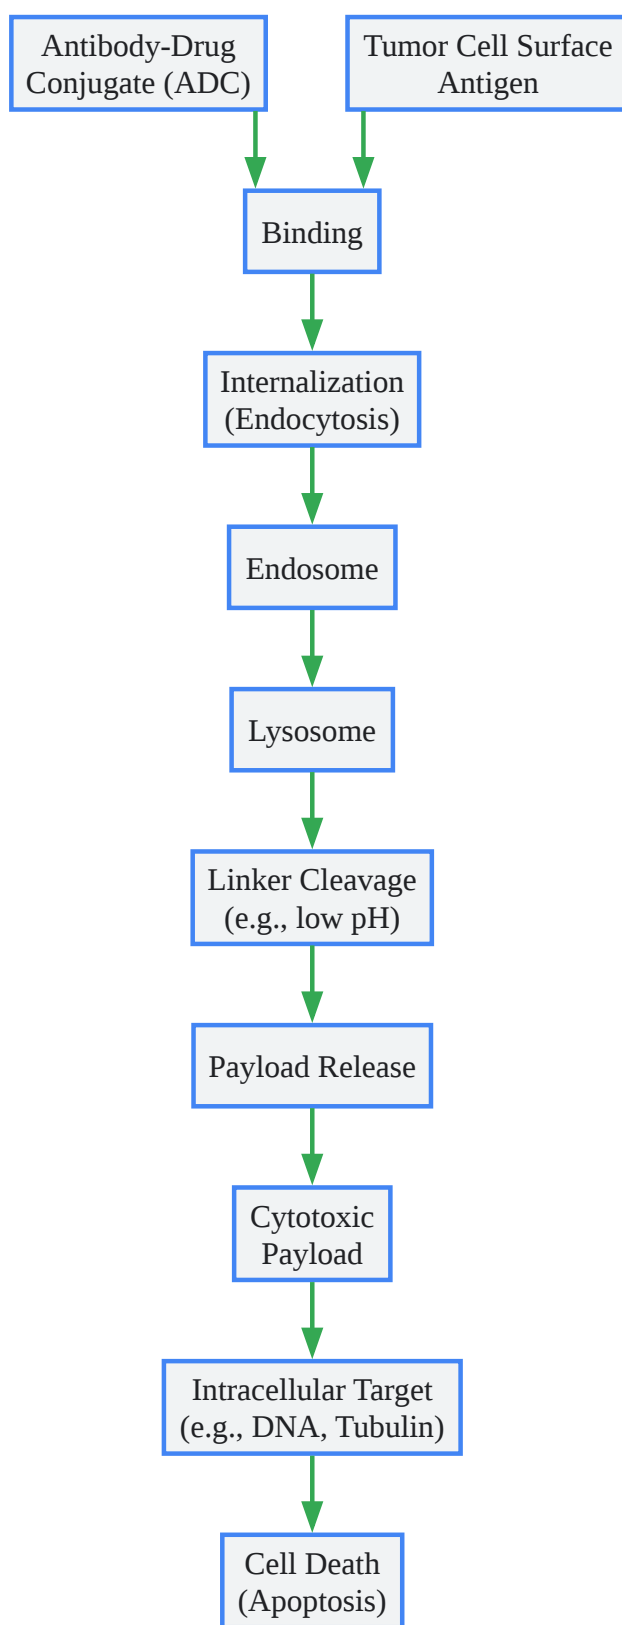 Antibody-Drug
Conjugate (ADC)
Tumor Cell Surface
Antigen
Binding
Internalization
(Endocytosis)
Endosome
Lysosome
Linker Cleavage
(e.g., low pH)
Payload Release
Cytotoxic
Payload
Intracellular Target
(e.g., DNA, Tubulin)
Cell Death
(Apoptosis)